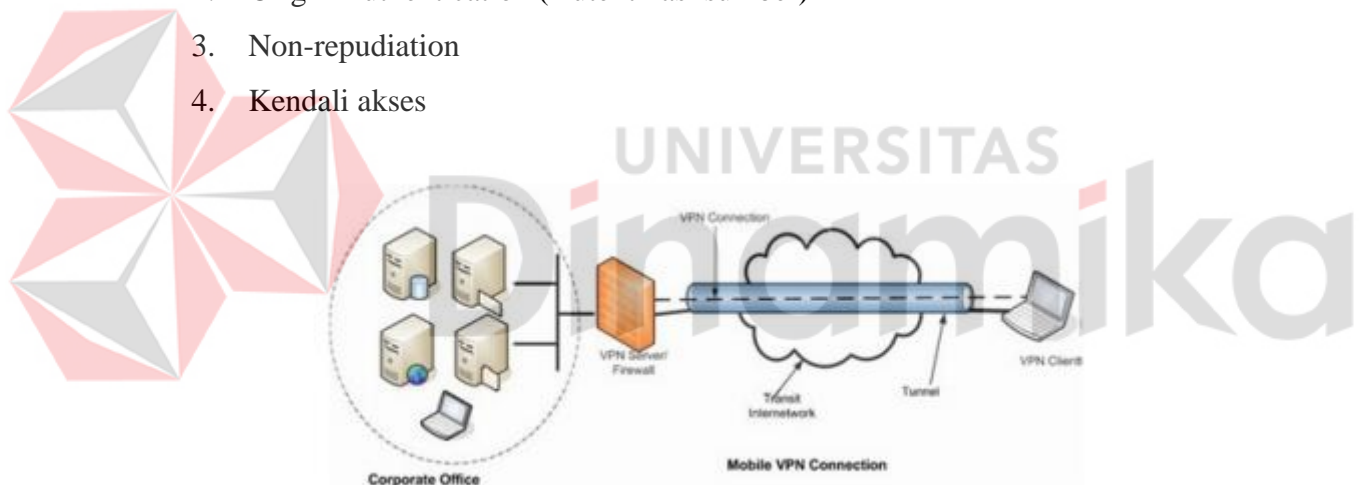 3. Non-repudiation
4. Kendali akses
UNIVERSITAS
Dinamika
VPN Connection
VPN Server/
Firewall
VPN Client
Transit
Internetwork
Tunnel
Mobile VPN Connection
Corporate Office